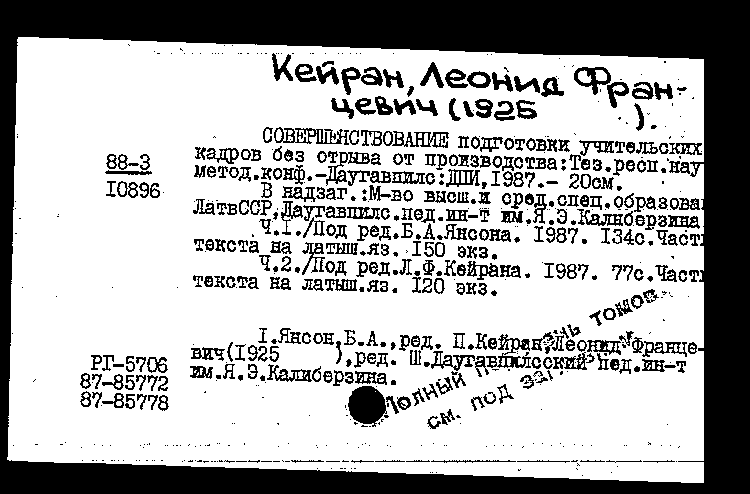 Кейран, Леонид Фран-
цевич (1925 ).
СОВЕРШЕНСТВОВАНИЕ подготовки учительских
88-3
кадров без отрыва от производства:Тез.респ.нау
метод.конф.-Даугавпилс:ДПИ,1987.- 20см.
10896
В надзаг.:М-во высш.и сред.спец.образова
ЛатвССР,Даугавпилс.пед.ин-т им.Я.Э.Калнберзина
Ч.1./Под ред.Б.А.Янсона. 1987. 134с.Част
текста на латыш.яз. 150 экз.
Ч.2./Под ред.Л.Ф.Кейрана. 1987. 77с.Част
текста на латыш.яз. 120 экз.
I.Янсон,Б.А.,ред. П.Кейран,Леонид Франце-
вич(1925 ),ред. Ш.Даугавпилсский пед.ин-т
им.Я.Э.Калиберзина.
РГ-5706
87-85772
87-85778
Полный перечень томов
см. под заглавием